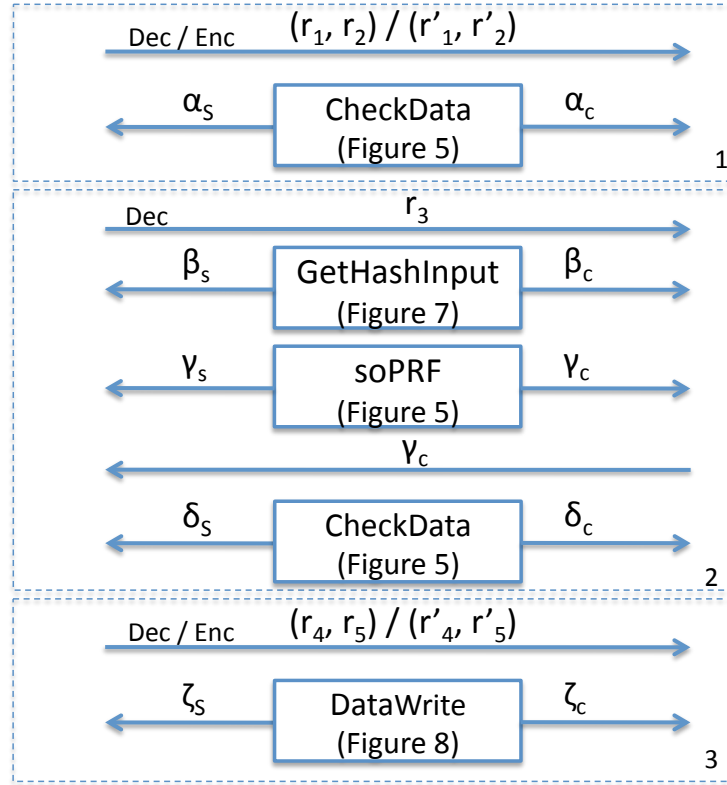 Dec / Enc (r₁, r₂) / (r'₁, r'₂)
α_S CheckData α_c
(Figure 5)
1
Dec r₃
β_s GetHashInput β_c
(Figure 7)
γ_s soPRF γ_c
(Figure 5)
γ_c
δ_S CheckData δ_c
(Figure 5)
2
Dec / Enc (r₄, r₅) / (r'₄, r'₅)
ζ_S DataWrite ζ_c
(Figure 8)
3